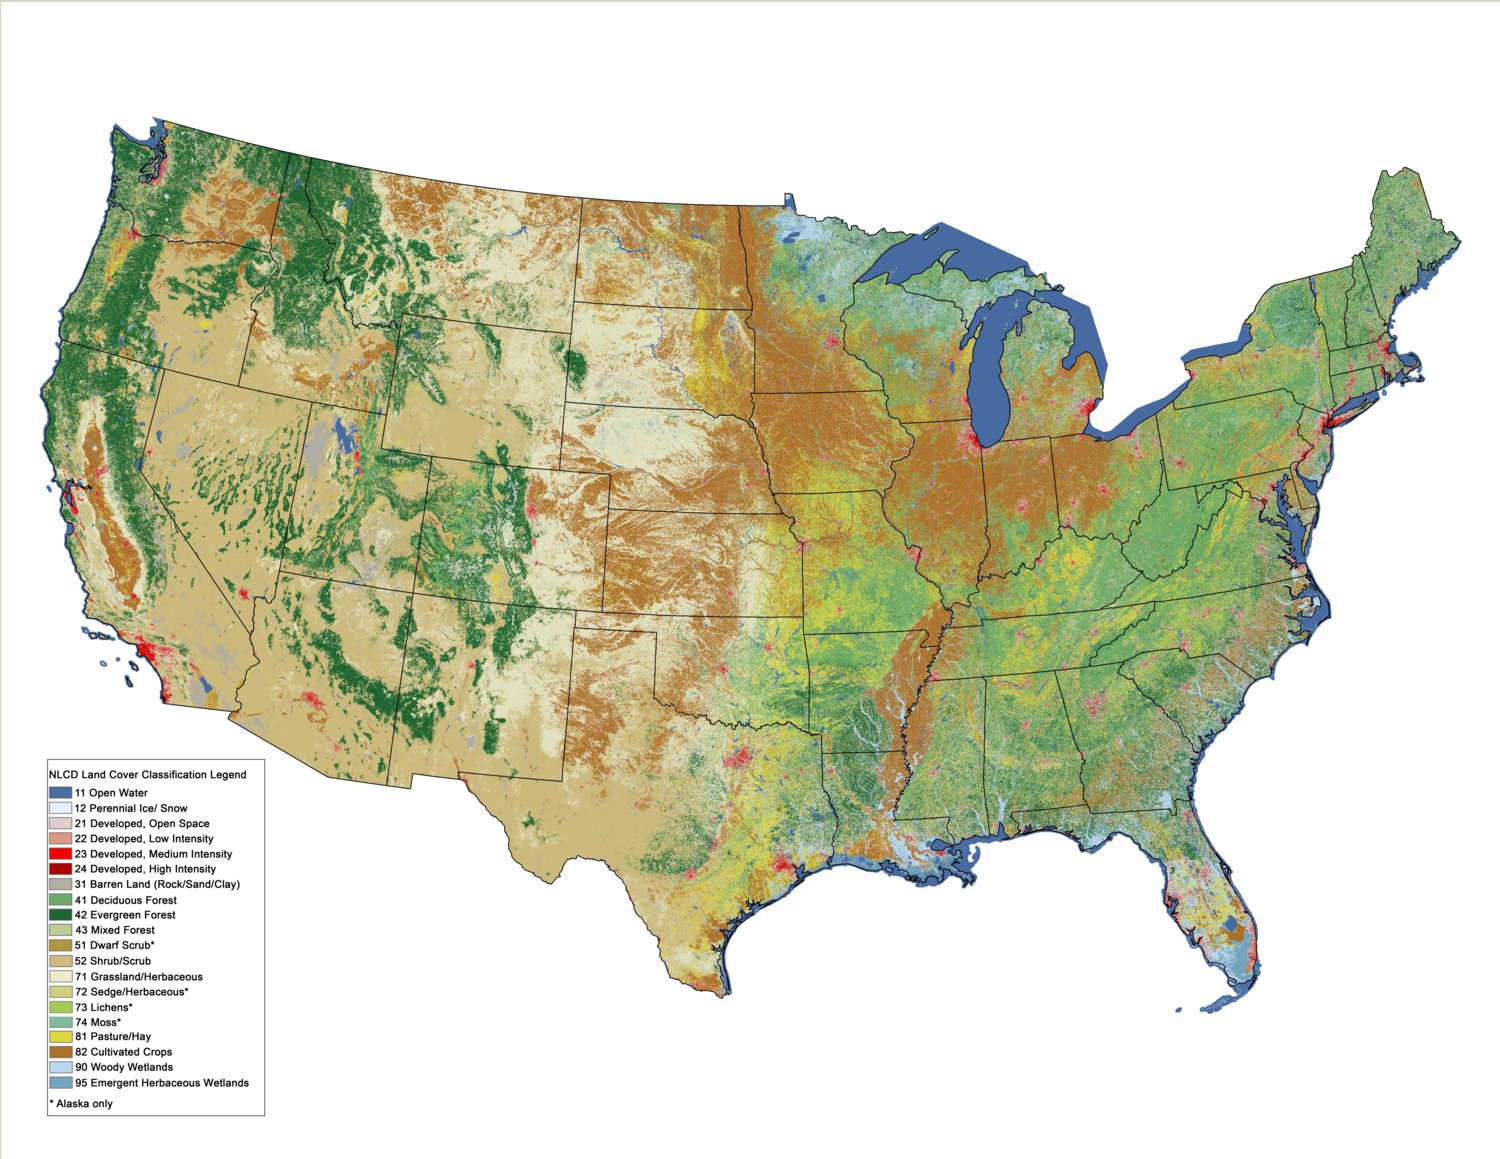 NLCD Land Cover Classification Legend
11 Open Water
12 Perennial Ice/ Snow
21 Developed, Open Space
22 Developed, Low Intensity
23 Developed, Medium Intensity
24 Developed, High Intensity
31 Barren Land (Rock/Sand/Clay)
41 Deciduous Forest
42 Evergreen Forest
43 Mixed Forest
51 Dwarf Scrub*
52 Shrub/Scrub
71 Grassland/Herbaceous
72 Sedge/Herbaceous*
73 Lichens*
74 Moss*
81 Pasture/Hay
82 Cultivated Crops
90 Woody Wetlands
95 Emergent Herbaceous Wetlands
* Alaska only